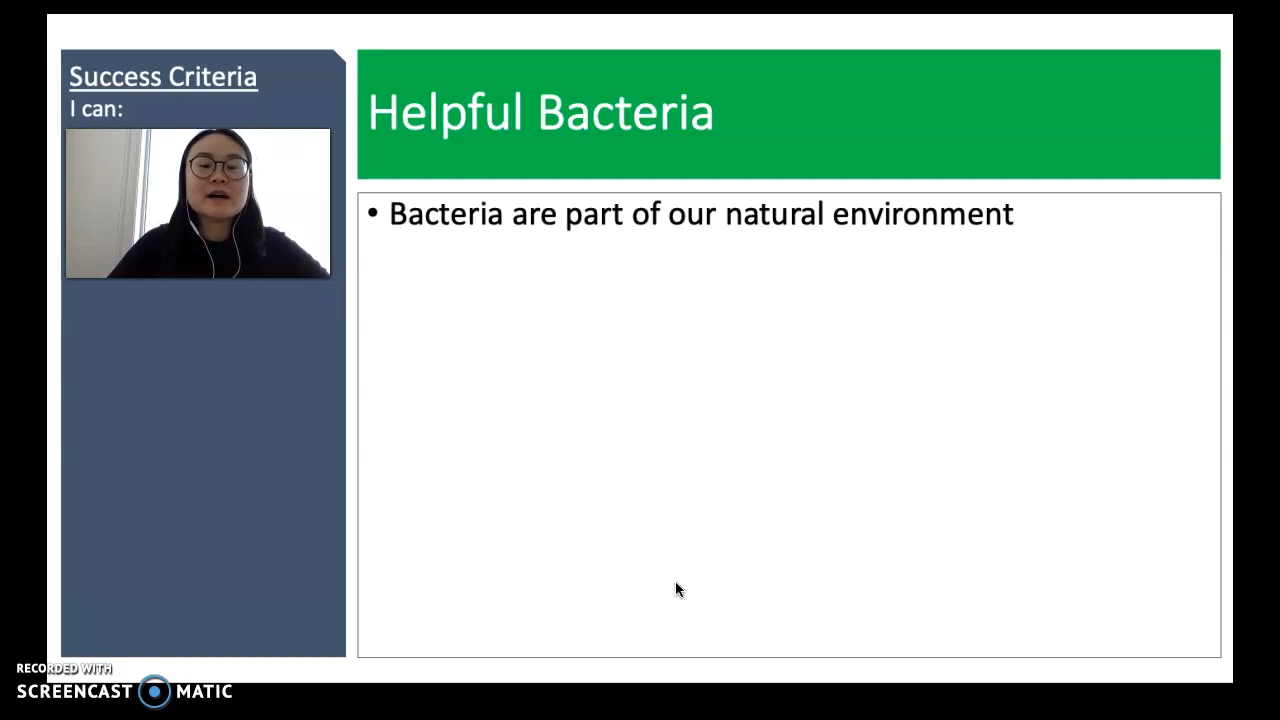 Success Criteria
I can:
Helpful Bacteria
• Bacteria are part of our natural environment
RECORDED WITH
SCREENCAST MATIC